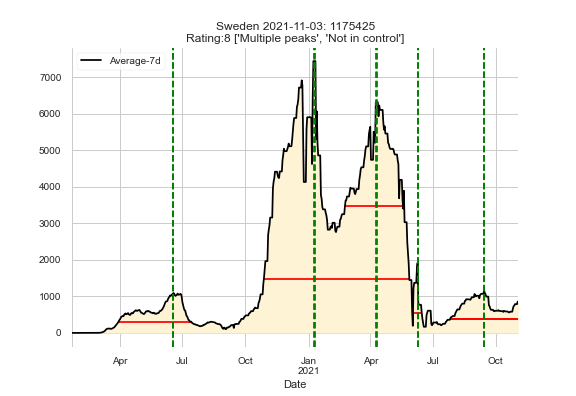 Sweden 2021-11-03: 1175425
Rating:8 ['Multiple peaks', 'Not in control']
Average-7d
7000
6000
5000
4000
3000
2000
1000
0
Apr Jul Oct Jan Apr Jul Oct
2021
Date